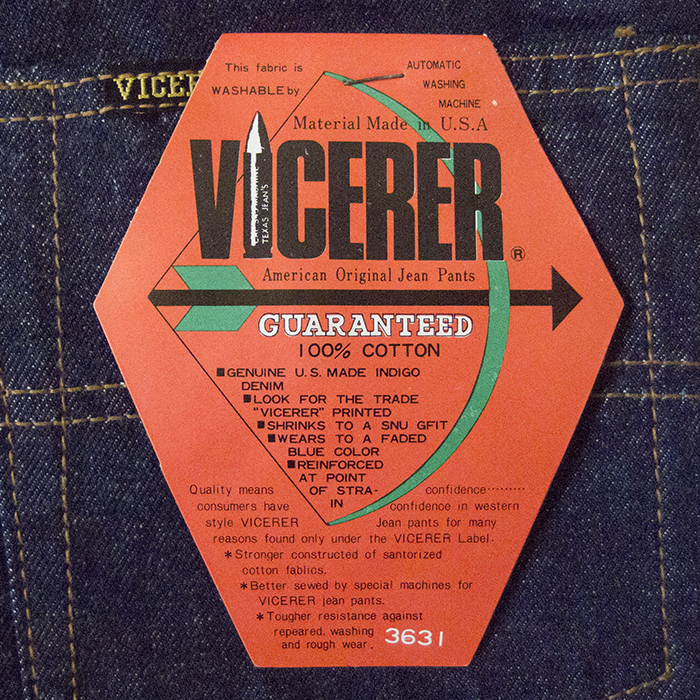 VICER
This fabric is
WASHABLE by
AUTOMATIC
WASHING
MACHINE
Material Made in U.S.A
VICERER
TEXAS JEAN'S
®
American Original Jean Pants
GUARANTEED
100% COTTON
■GENUINE U.S. MADE INDIGO
DENIM
■LOOK FOR THE TRADE
"VICERER" PRINTED
■SHRINKS TO A SNU GFIT
■WEARS TO A FADED
BLUE COLOR
■REINFORCED
AT POINT
OF STRA-
IN
Quality means confidence·········
consumers have confidence in western
style VICERER Jean pants for many
reasons found only under the VICERER Label.
*Stronger constructed of santorized
cotton fablics.
*Better sewed by special machines for
VICERER jean pants.
*Tougher resistance against
repeared. washing
and rough wear.
3631